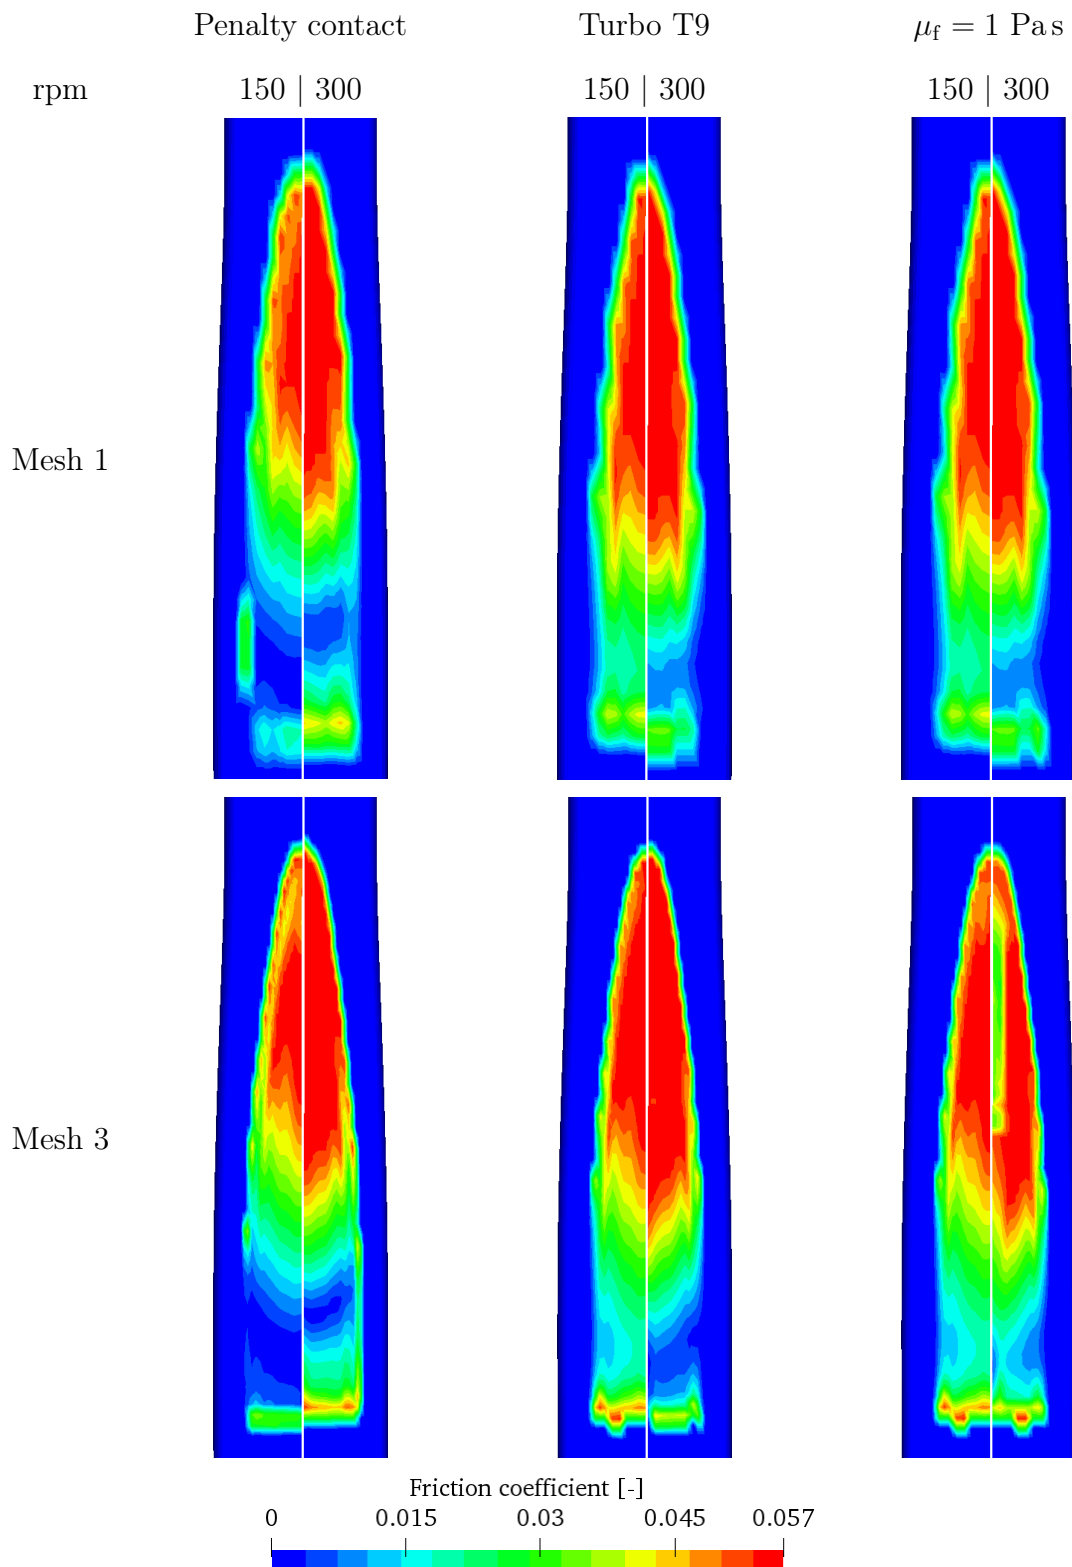 Penalty contact Turbo T9 μf = 1 Pa s
rpm 150 | 300 150 | 300 150 | 300
Mesh 1
Mesh 3
Friction coefficient [-]
0 0.015 0.03 0.045 0.057